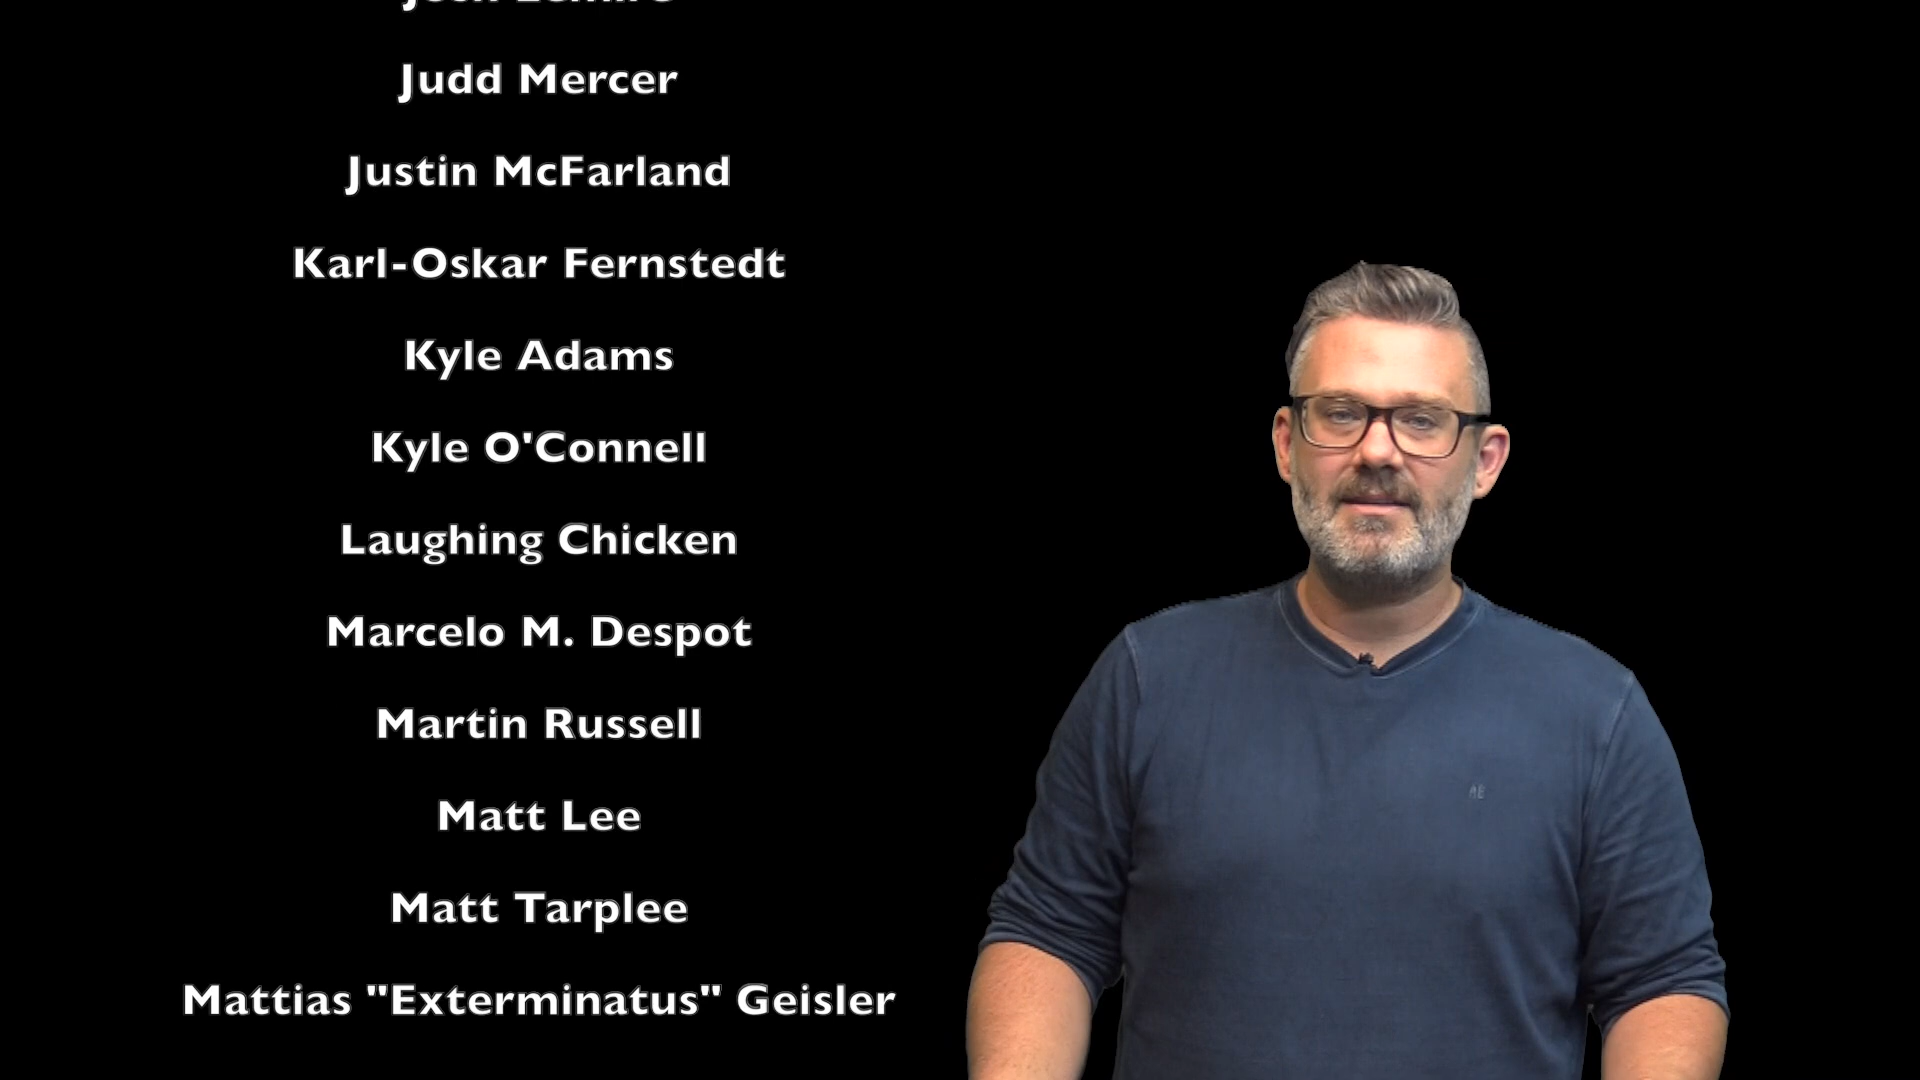 Judd Mercer
Justin McFarland
Karl-Oskar Fernstedt
Kyle Adams
Kyle O'Connell
Laughing Chicken
Marcelo M. Despot
Martin Russell
Matt Lee
Matt Tarplee
Mattias "Exterminatus" Geisler